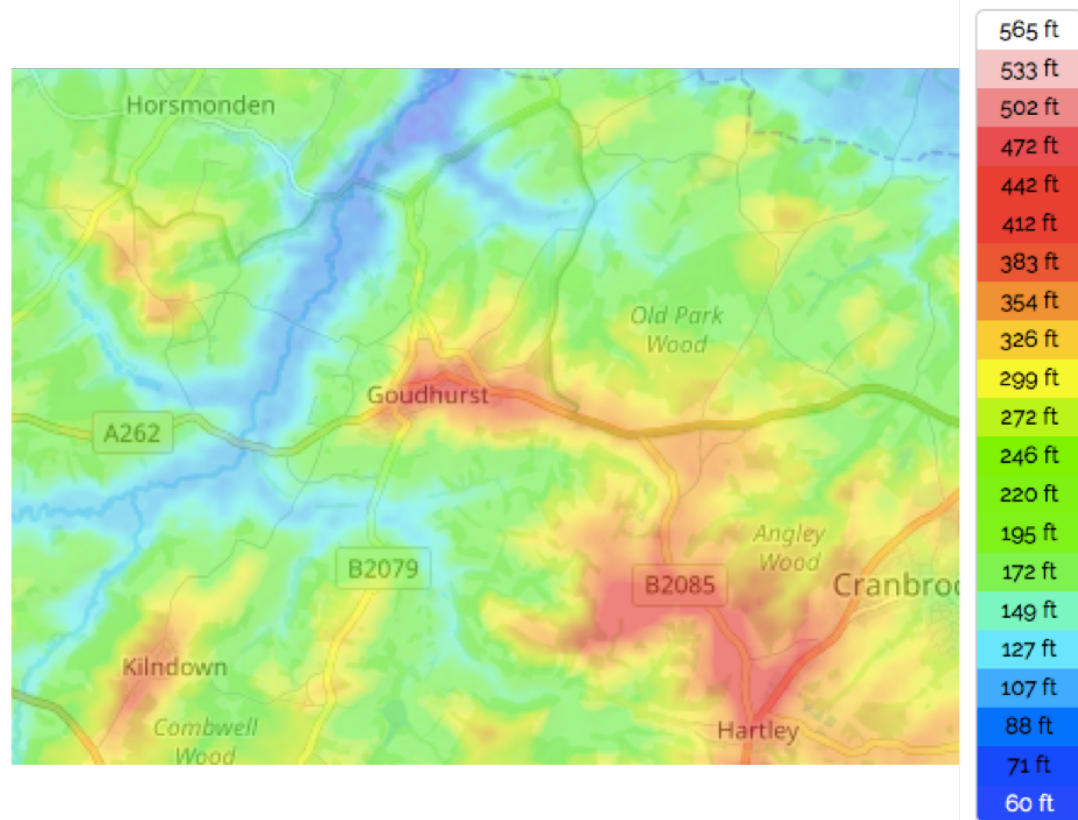 Horsmonden
Old Park
Wood
Goudhurst
A262
Angley
Wood
B2079
B2085
Cranbroo
Kilndown
Combwell
Wood
Hartley
565 ft
533 ft
502 ft
472 ft
442 ft
412 ft
383 ft
354 ft
326 ft
299 ft
272 ft
246 ft
220 ft
195 ft
172 ft
149 ft
127 ft
107 ft
88 ft
71 ft
60 ft